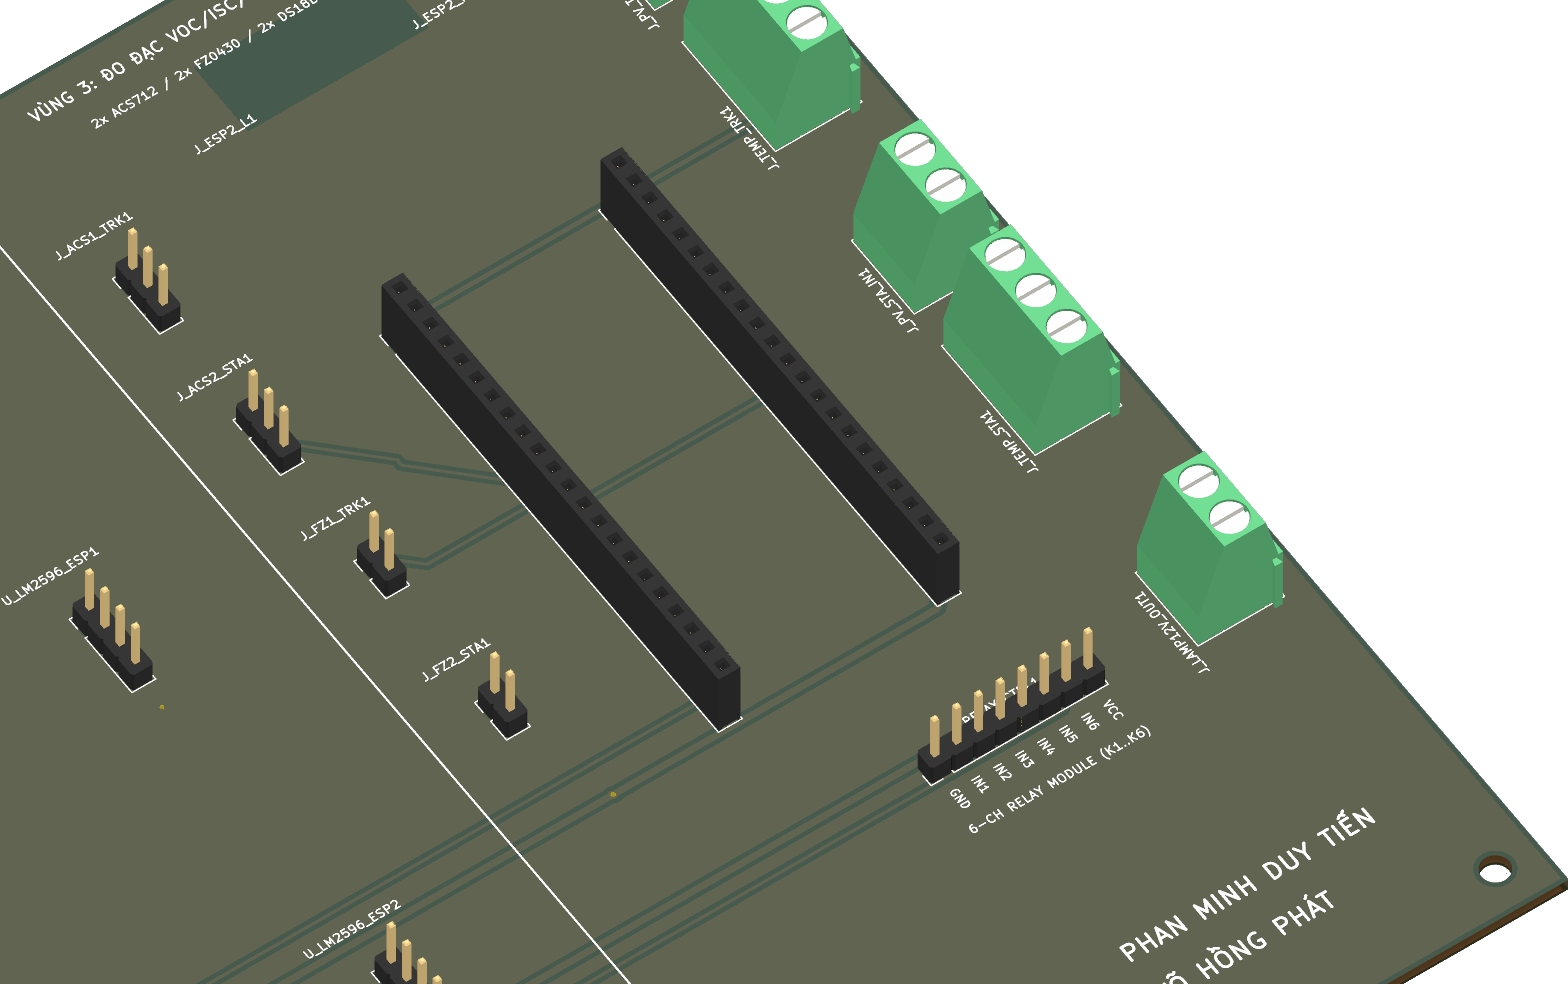 VÙNG 3: ĐO ĐẠC VOC/ISC/
2x ACS712 / 2x FZ0430 / 2x DS18B
J_ESP2_
J_ESP2_L1
J_PV_
J_TEMP_TRK1
J_ACS1_TRK1
J_PV_STA_IN1
J_ACS2_STA1
J_TEMP_STA1
J_FZ1_TRK1
U_LM2596_ESP1
J_LAMP12V_OUT1
J_FZ2_STA1
GND
IN1
IN2
IN3
IN4
IN5
IN6
VCC
6-CH RELAY MODULE (K1..K6)
U_LM2596_ESP2
PHAN MINH DUY TIẾN
HỒNG PHÁT